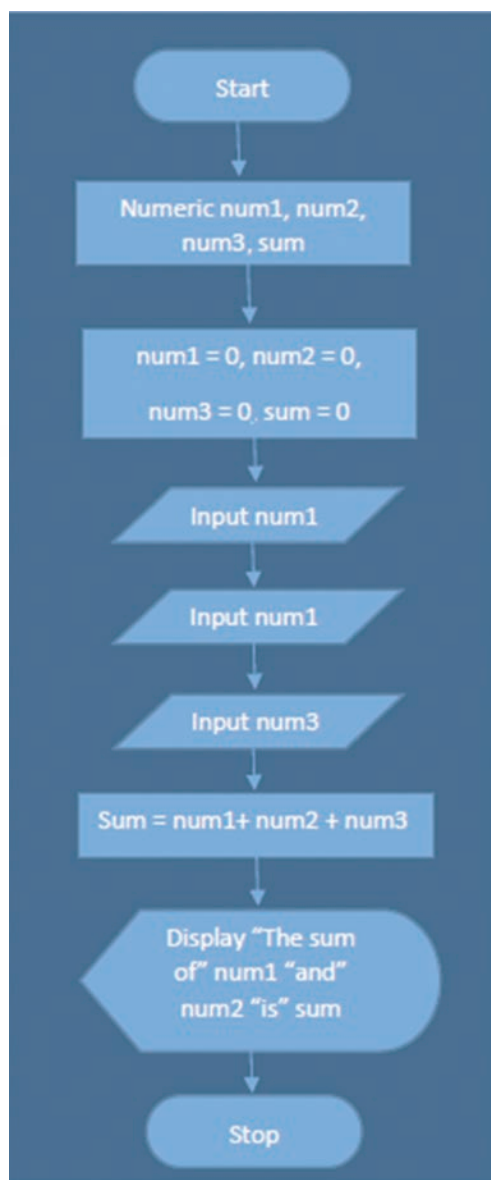 Start
Numeric num1, num2,
num3, sum
num1 = 0, num2 = 0,
num3 = 0, sum = 0
Input num1
Input num1
Input num3
Sum = num1+ num2 + num3
Display “The sum
of” num1 “and”
num2 “is” sum
Stop